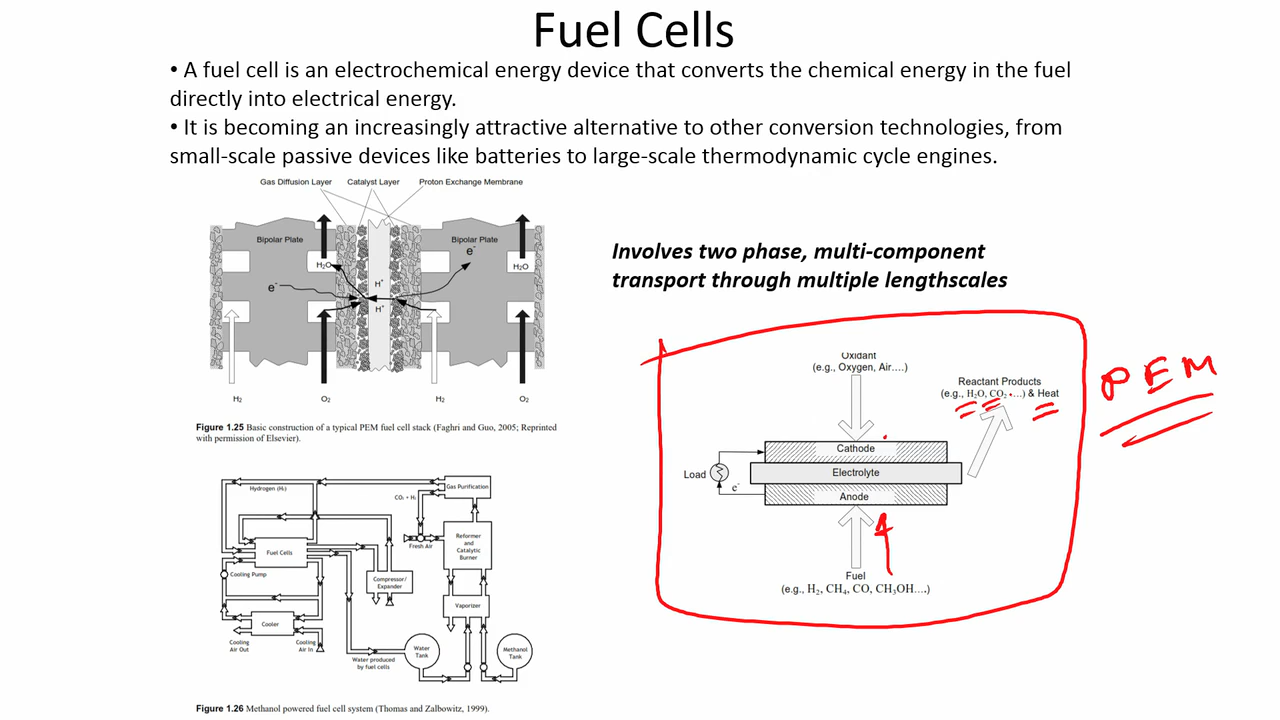 Fuel Cells
• A fuel cell is an electrochemical energy device that converts the chemical energy in the fuel
directly into electrical energy.
• It is becoming an increasingly attractive alternative to other conversion technologies, from
small-scale passive devices like batteries to large-scale thermodynamic cycle engines.
Gas Diffusion Layer Catalyst Layer Proton Exchange Membrane
Bipolar Plate Bipolar Plate
e-
H2O H2O
H+
e-
H+
H2 O2 H2 O2
Figure 1.25 Basic construction of a typical PEM fuel cell stack (Faghri and Guo, 2005; Reprinted
with permission of Elsevier).
Hydrogen (H2)
CO2 + H2
Gas Purification
Fresh Air
Reformer
and
Catalytic
Burner
Fuel Cells
Cooling Pump
Compressor/
Expander
Vaporizer
Cooler
Cooling
Air Out
Cooling
Air In
Water produced
by fuel cells
Water
Tank
Methanol
Tank
Figure 1.26 Methanol powered fuel cell system (Thomas and Zalbowitz, 1999).
Involves two phase, multi-component
transport through multiple lengthscales
Oxidant
(e.g., Oxygen, Air....)
Reactant Products
(e.g., H2O, CO2 ....) & Heat
PEM
Cathode
Load
Electrolyte
e-
Anode
Fuel
(e.g., H2, CH4, CO, CH3OH....)